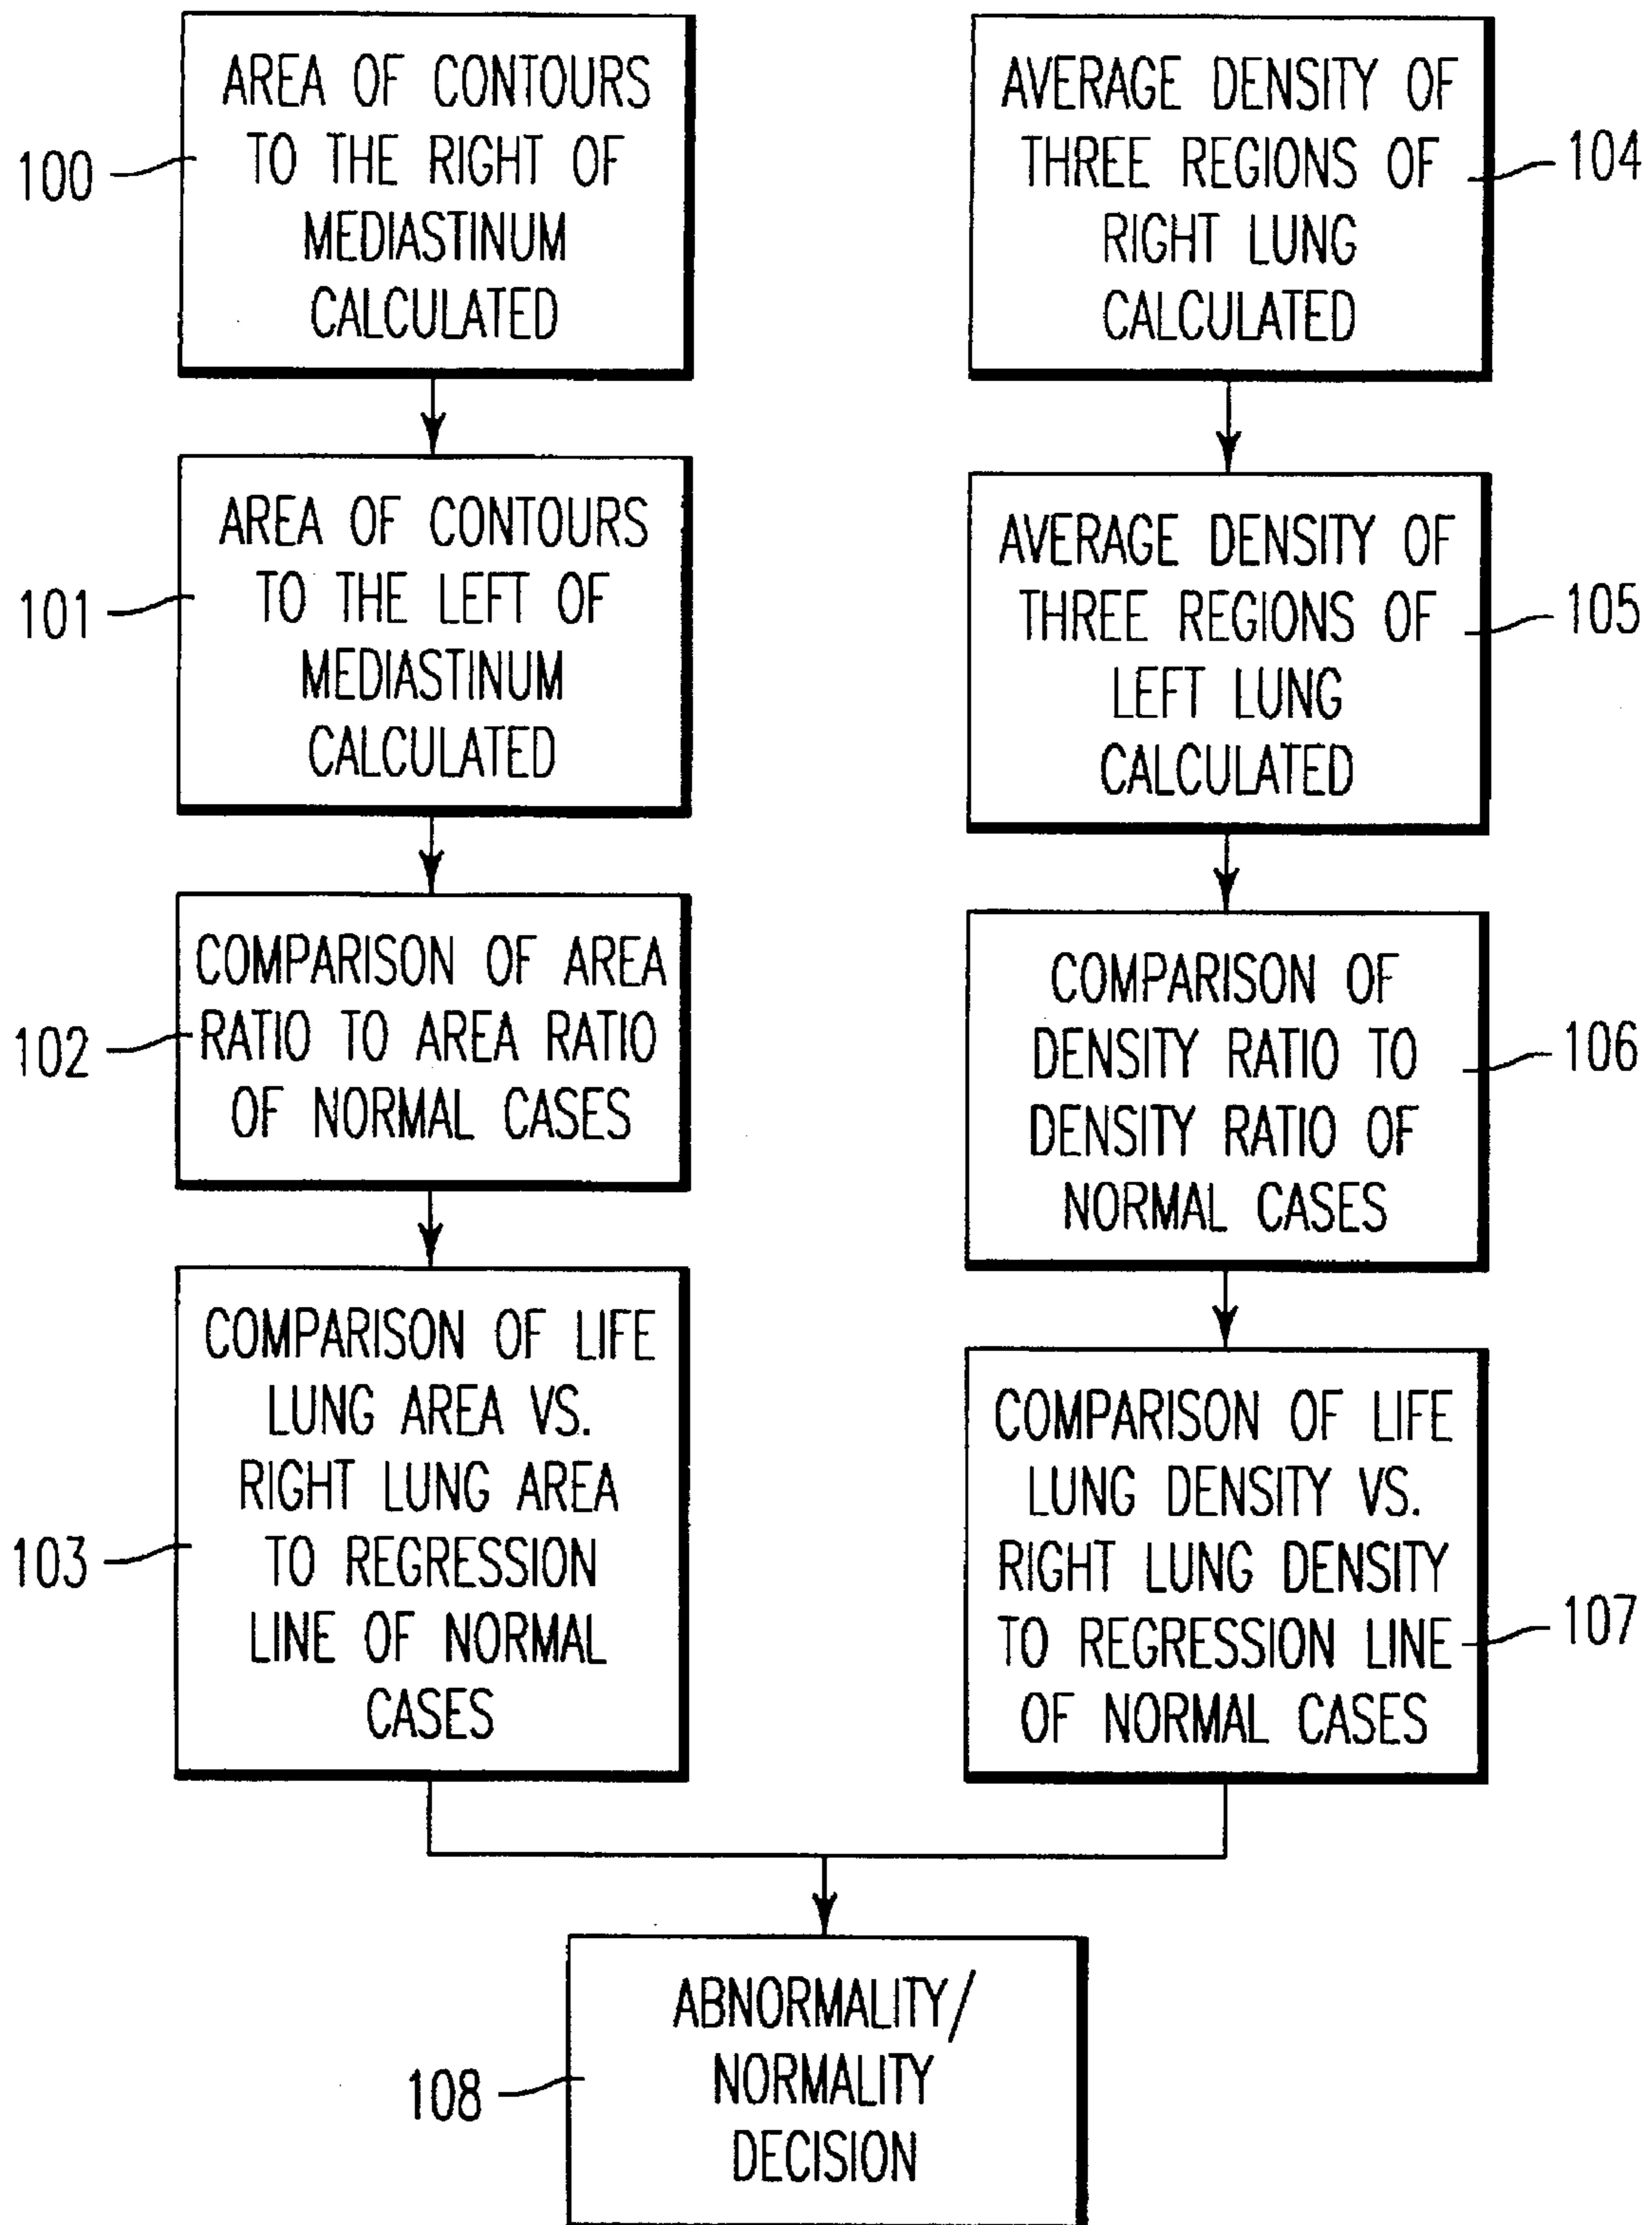 AREA OF CONTOURS
TO THE RIGHT OF
MEDIASTINUM
CALCULATED
100
AREA OF CONTOURS
TO THE LEFT OF
MEDIASTINUM
CALCULATED
101
COMPARISON OF AREA
RATIO TO AREA RATIO
OF NORMAL CASES
102
COMPARISON OF LIFE
LUNG AREA VS.
RIGHT LUNG AREA
TO REGRESSION
LINE OF NORMAL
CASES
103
AVERAGE DENSITY OF
THREE REGIONS OF
RIGHT LUNG
CALCULATED
104
AVERAGE DENSITY OF
THREE REGIONS OF
LEFT LUNG
CALCULATED
105
COMPARISON OF
DENSITY RATIO TO
DENSITY RATIO OF
NORMAL CASES
106
COMPARISON OF LIFE
LUNG DENSITY VS.
RIGHT LUNG DENSITY
TO REGRESSION LINE
OF NORMAL CASES
107
ABNORMALITY/
NORMALITY
DECISION
108